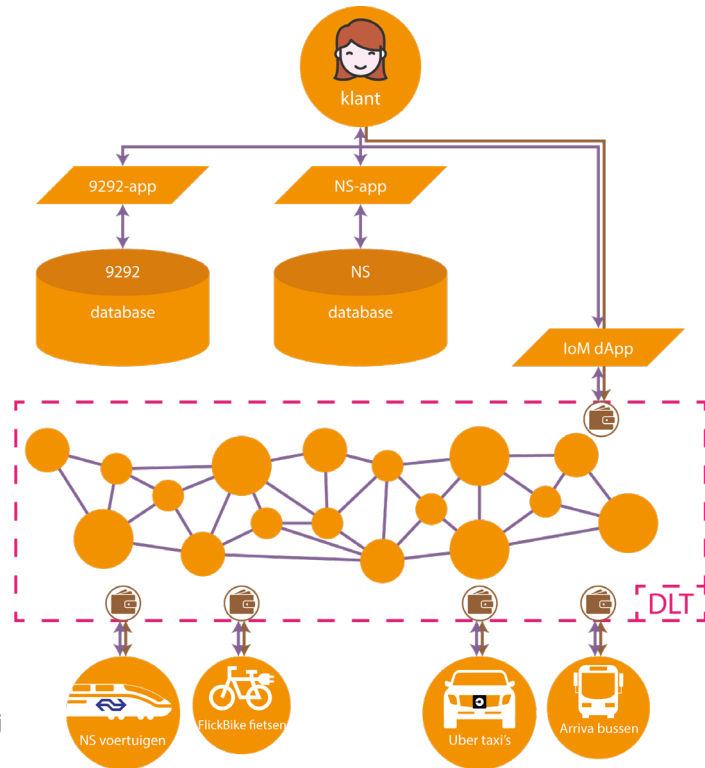 klant
9292-app
NS-app
9292
database
NS
database
IoM dApp
DLT
NS voertuigen
FlickBike fietsen
Uber taxi's
Arriva bussen